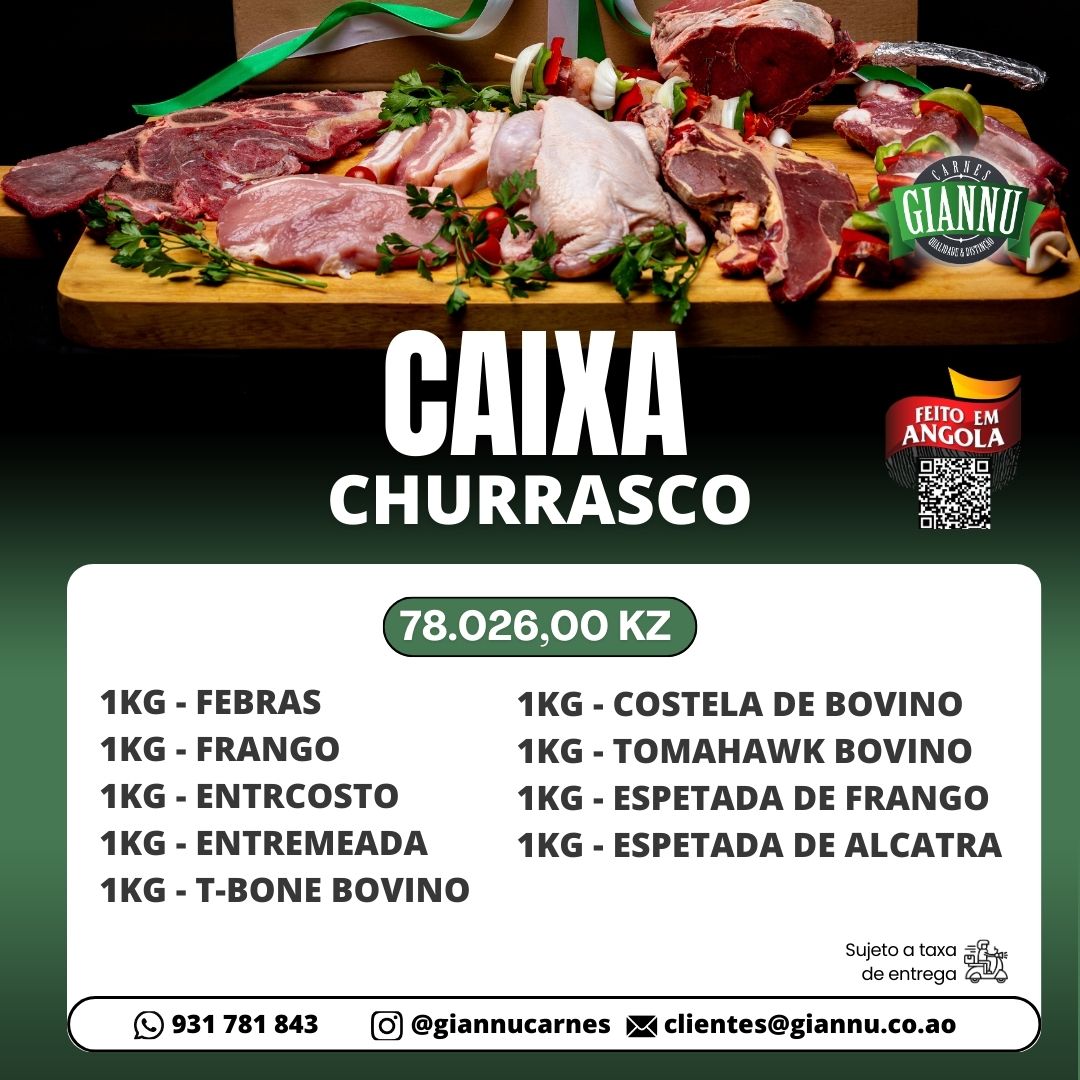 CARNES
GIANNU
QUALIDADE & DISTINÇÃO
CAIXA
CHURRASCO
FEITO EM
ANGOLA
78.026,00 KZ
1KG - FEBRAS
1KG - FRANGO
1KG - ENTRCOSTO
1KG - ENTREMEADA
1KG - T-BONE BOVINO
1KG - COSTELA DE BOVINO
1KG - TOMAHAWK BOVINO
1KG - ESPETADA DE FRANGO
1KG - ESPETADA DE ALCATRA
Sujeto a taxa
de entrega
931 781 843 @giannucarnes clientes@giannu.co.ao